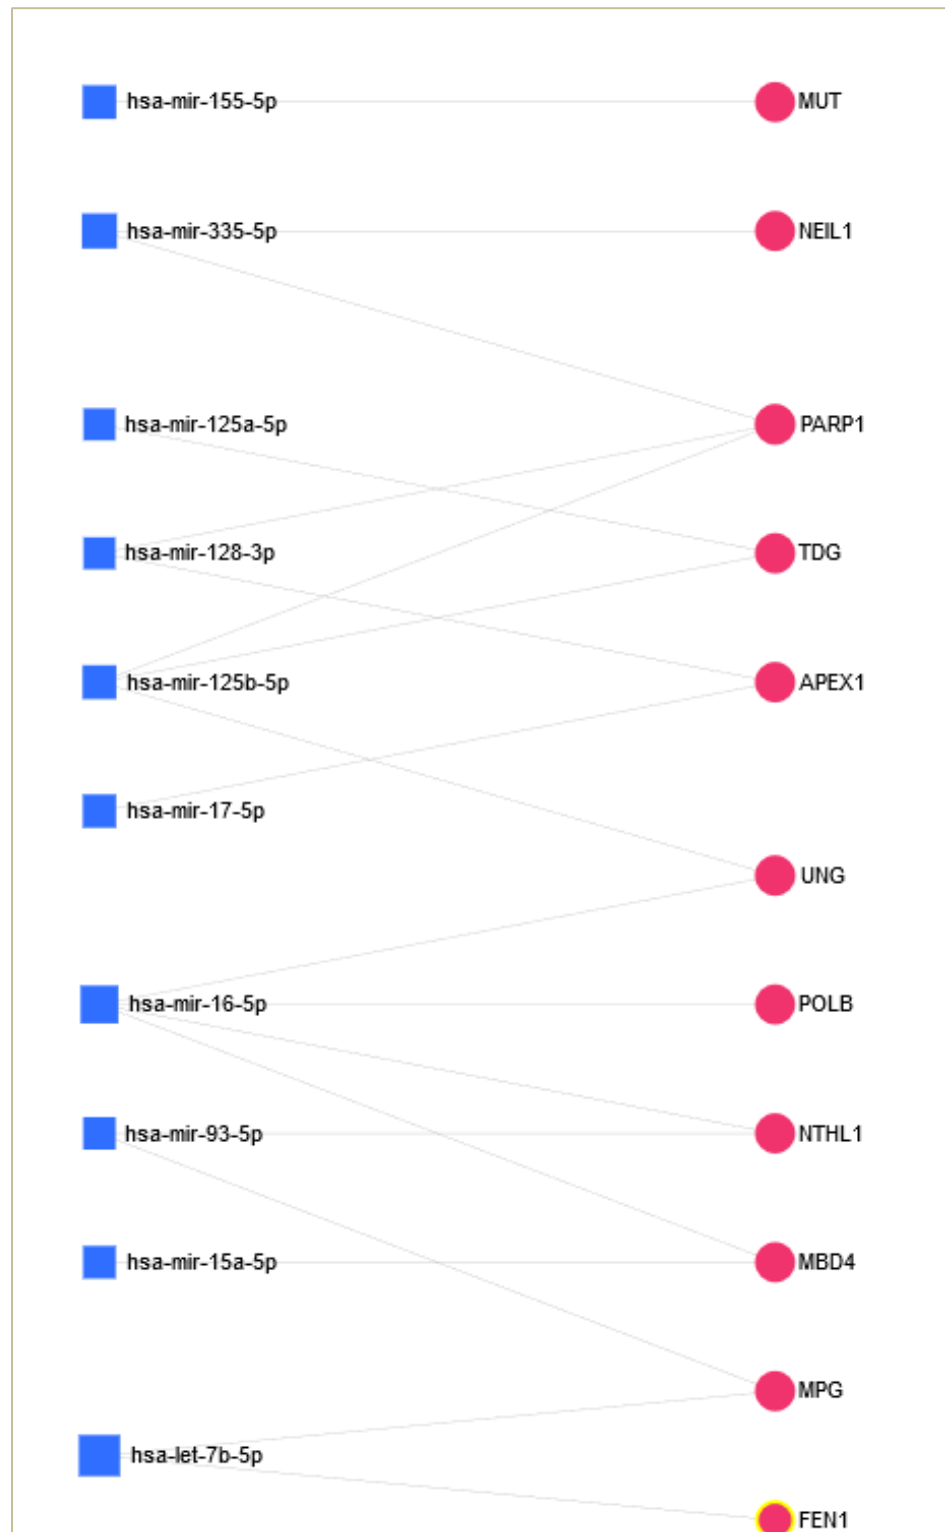 hsa-mir-155-5p MUT
hsa-mir-335-5p NEIL1
hsa-mir-125a-5p PARP1
hsa-mir-128-3p TDG
hsa-mir-125b-5p APEX1
hsa-mir-17-5p
UNG
hsa-mir-16-5p POLB
hsa-mir-93-5p NTHL1
hsa-mir-15a-5p MBD4
MPG
hsa-let-7b-5p
FEN1